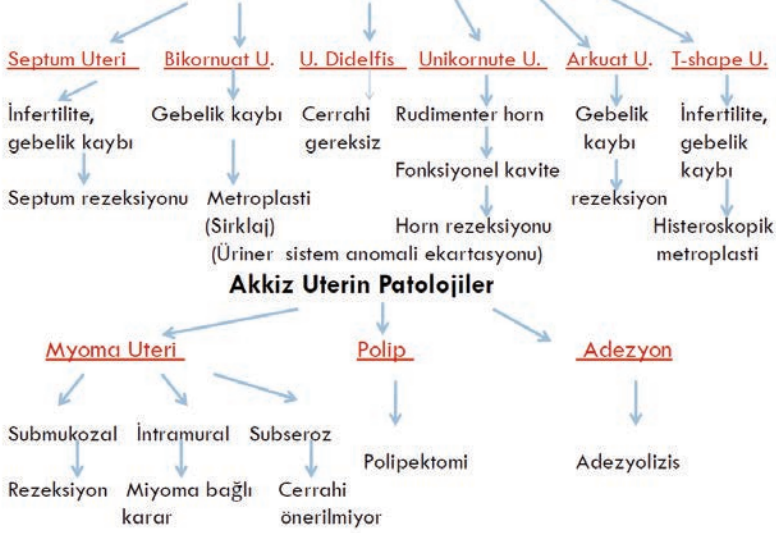 Septum Uteri
Bikornuat U.
U. Didelfis
Unikornute U.
Arkuat U.
T-shape U.
İnfertilite,
gebelik kaybı
Septum rezeksiyonu
Gebelik kaybı
Metroplasti
(Sirklaj)
(Üriner sistem anomali ekartasyonu)
Cerrahi
gereksiz
Rudimenter horn
Fonksiyonel kavite
Horn rezeksiyonu
Gebelik
kaybı
rezeksiyon
İnfertilite,
gebelik
kaybı
Histeroskopik
metroplasti
Akkiz Uterin Patolojiler
Myoma Uteri
Polip
Adezyon
Submukozal
Rezeksiyon
İntramural
Miyoma bağlı
karar
Subseroz
Cerrahi
önerilmiyor
Polipektomi
Adezyolizis